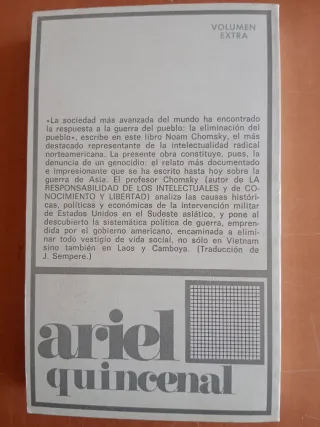 VOLUMEN
EXTRA
«La sociedad más avanzada del mundo ha encontrado
la respuesta a la guerra del pueblo: la eliminación del
pueblo», escribe en este libro Noam Chomsky, el más
destacado representante de la intelectualidad radical
norteamericana. La presente obra constituye, pues, la
denuncia de un genocidio: el relato más documentado
e impresionante que se ha escrito hasta hoy sobre la
guerra de Asia. El profesor Chomsky (autor de LA
RESPONSABILIDAD DE LOS INTELECTUALES y de CO-
NOCIMIENTO Y LIBERTAD) analiza las causas históri-
cas, políticas y económicas de la intervención militar
de Estados Unidos en el Sudeste asiático, y pone al
descubierto la sistemática política de guerra, empren-
dida por el gobierno americano, encaminada a elimi-
nar todo vestigio de vida social, no sólo en Vietnam
sino también en Laos y Camboya. (Traducción de
J. Sempere.)
ariel
quincenal